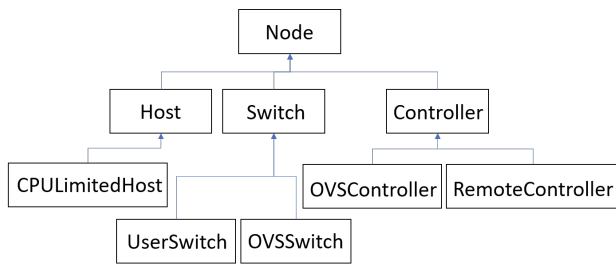 Node
Host
Switch
Controller
CPULimitedHost
OVSController
RemoteController
UserSwitch
OVSSwitch